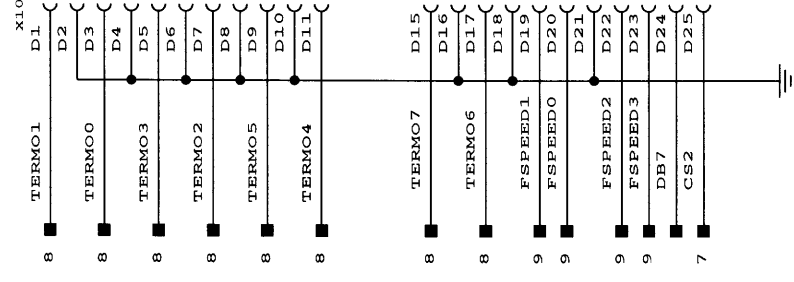 X10
D1
D2
D3
D4
D5
D6
D7
D8
D9
D10
D11
D15
D16
D17
D18
D19
D20
D21
D22
D23
D24
D25
TERMO1
TERMO0
TERMO3
TERMO2
TERMO5
TERMO4
TERMO7
TERMO6
FSPEED1
FSPEED0
FSPEED2
FSPEED3
DB7
CS2
8
8
8
8
8
8
8
8
9
9
9
9
7